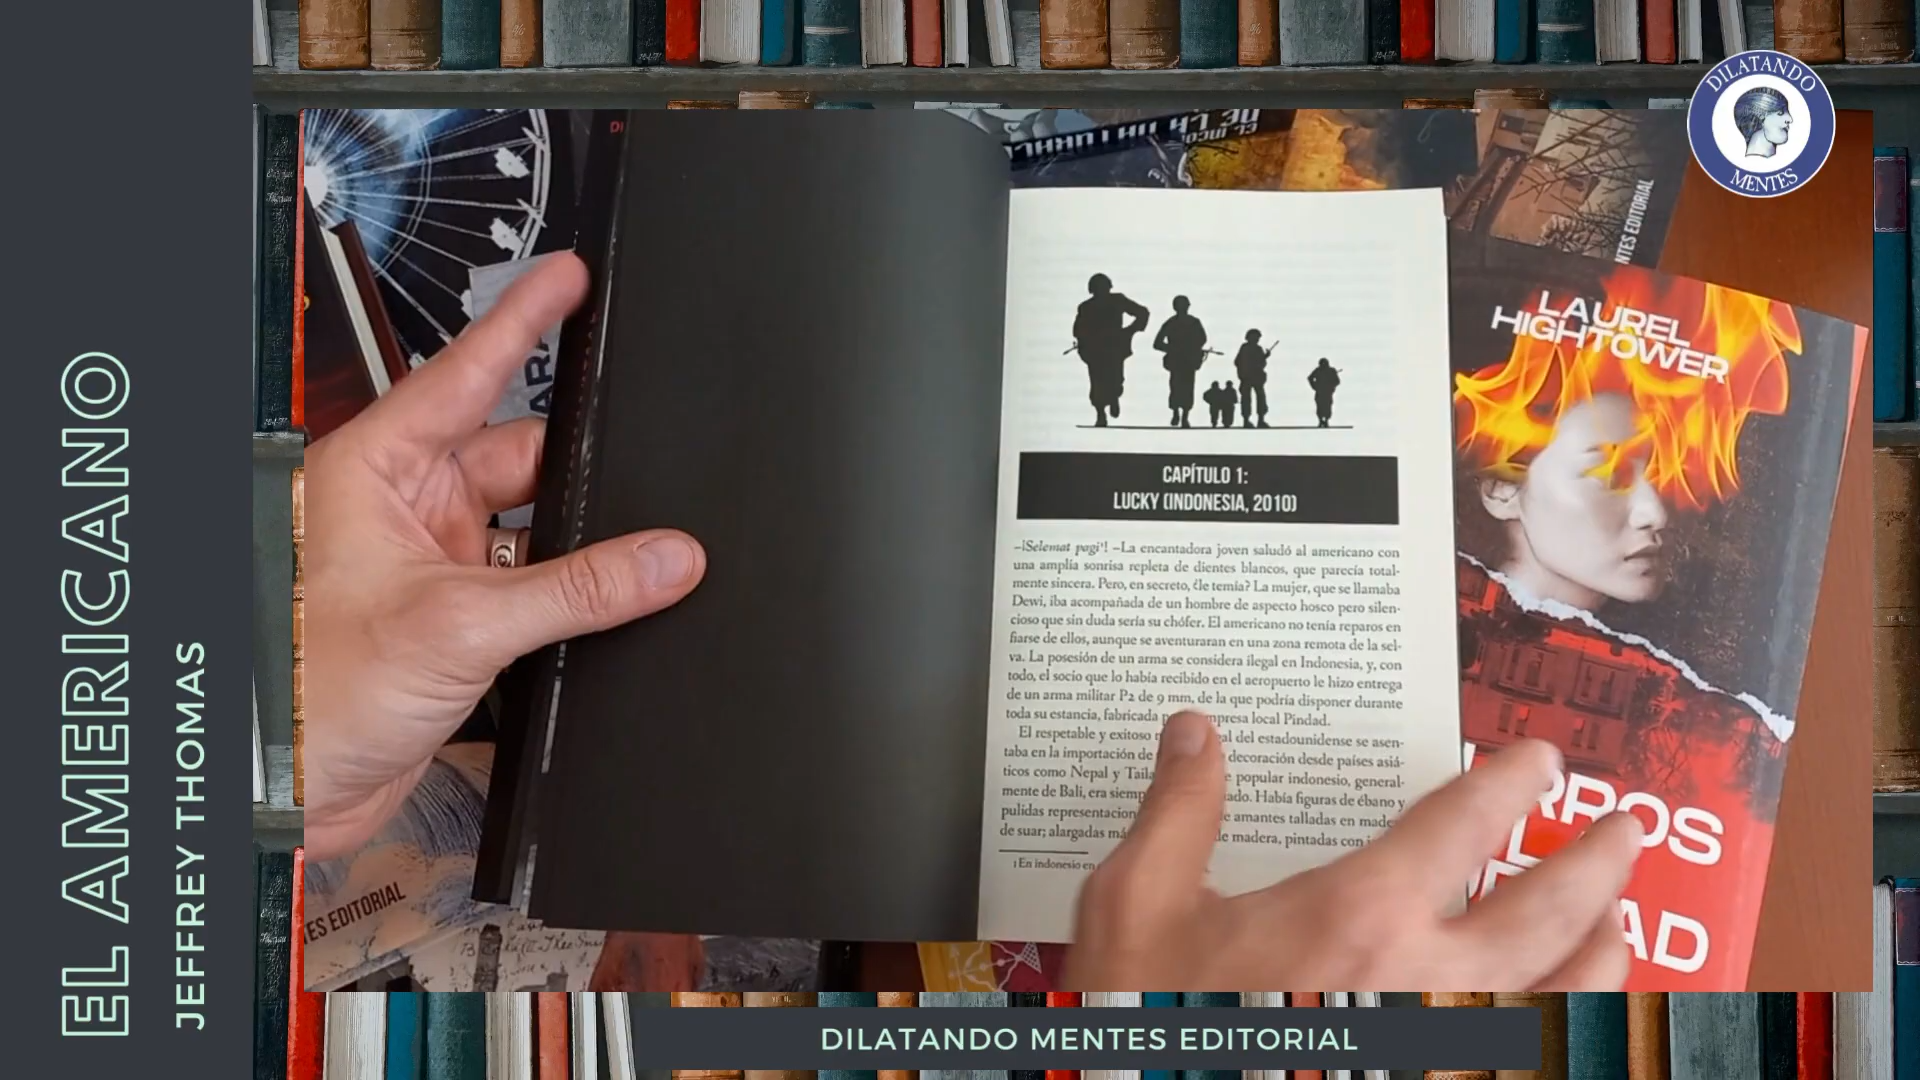 EL AMERICANO
JEFFREY THOMAS
DILATANDO
MENTES
NTES EDITORIAL
LAUREL
HIGHTOWER
CAPÍTULO 1:
LUCKY (INDONESIA, 2010)
–¡Selemat pagi¹! –La encantadora joven saludó al americano con
una amplia sonrisa repleta de dientes blancos, que parecía total-
mente sincera. Pero, en secreto, ¿le temía? La mujer, que se llamaba
Dewi, iba acompañada de un hombre de aspecto hosco pero silen-
cioso que sin duda sería su chófer. El americano no tenía reparos en
fiarse de ellos, aunque se aventuraran en una zona remota de la sel-
va. La posesión de un arma se considera ilegal en Indonesia, y, con
todo, el socio que lo había recibido en el aeropuerto le hizo entrega
de un arma militar P2 de 9 mm, de la que podría disponer durante
toda su estancia, fabricada p mpresa local Pindad.
El respetable y exitoso al del estadounidense se asen-
taba en la importación de decoración desde países asiá-
ticos como Nepal y Taila e popular indonesio, general-
mente de Bali, era siemp ado. Había figuras de ébano y
pulidas representacion e amantes talladas en made
de suar; alargadas má de madera, pintadas con
1 En indonesio en
RROS
AD
TES EDITORIAL
DILATANDO MENTES EDITORIAL